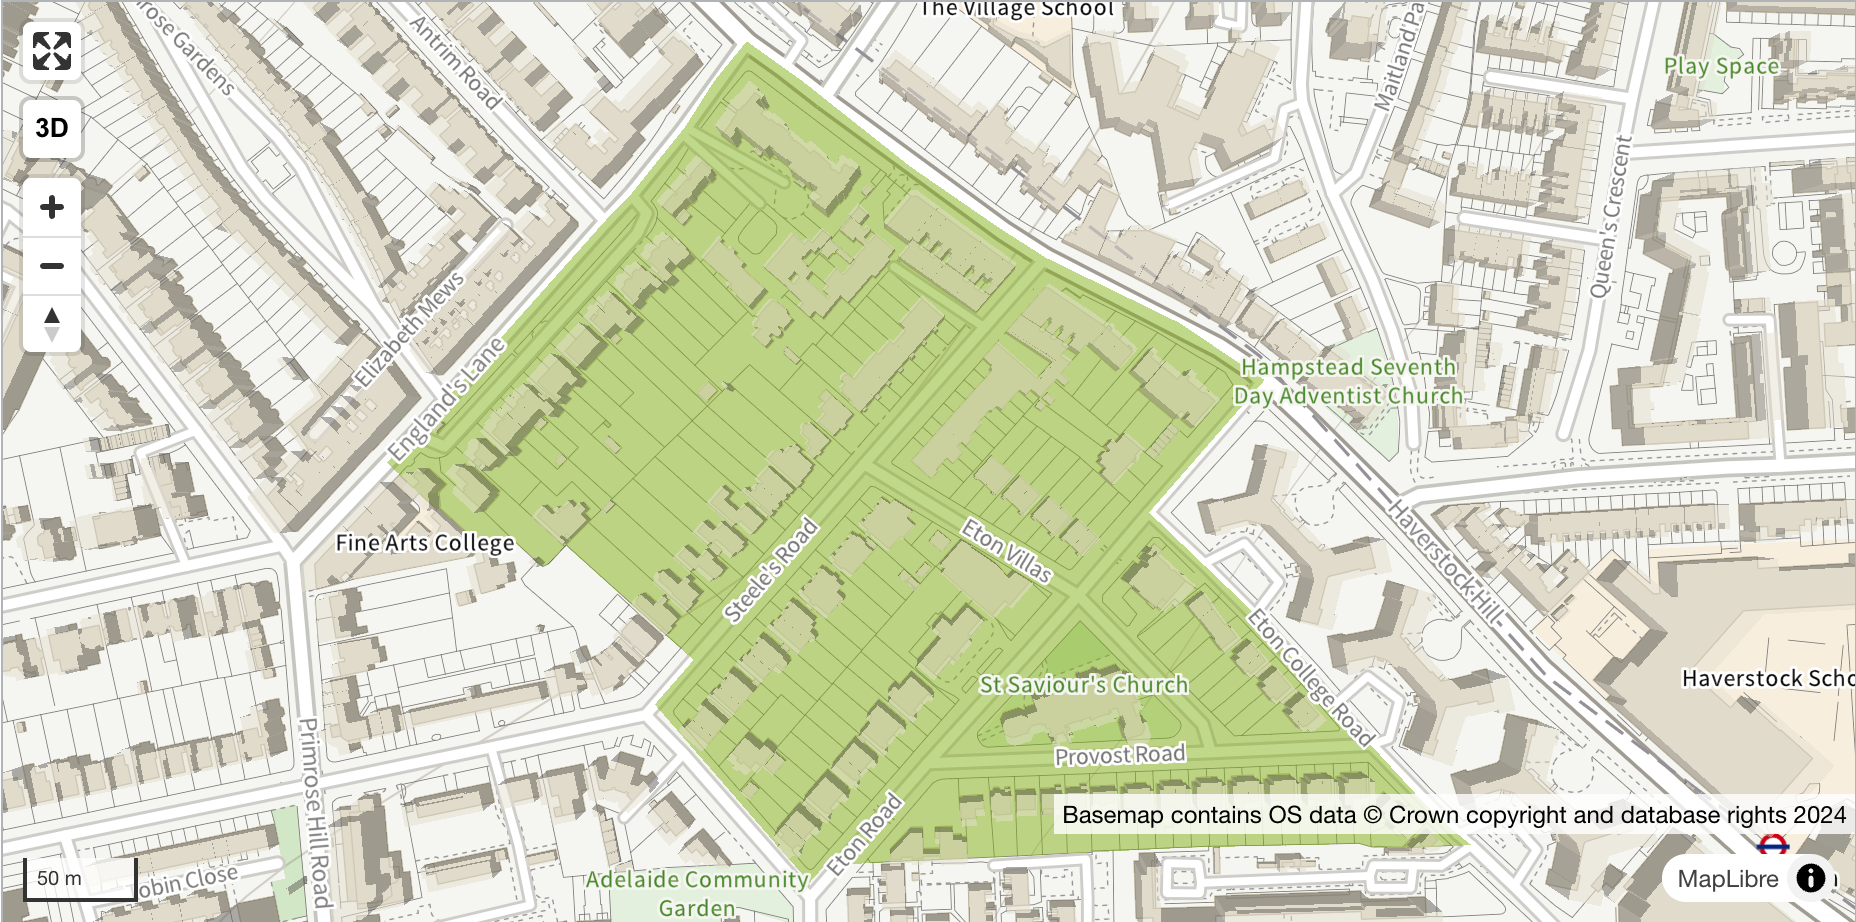 The Village School
Antrim Road
rose Gardens
Maitland Pa
Play Space
3D
Queen's Crescent
Elizabeth Mews
England's Lane
Hampstead Seventh
Day Adventist Church
Fine Arts College
Steele's Road
Eton Villas
Haverstock Hill
Eton College Road
St Saviour's Church
Haverstock Scho
Provost Road
Primrose Hill Road
Eton Road
Basemap contains OS data © Crown copyright and database rights 2024
50 m
obin Close
Adelaide Community
Garden
MapLibre